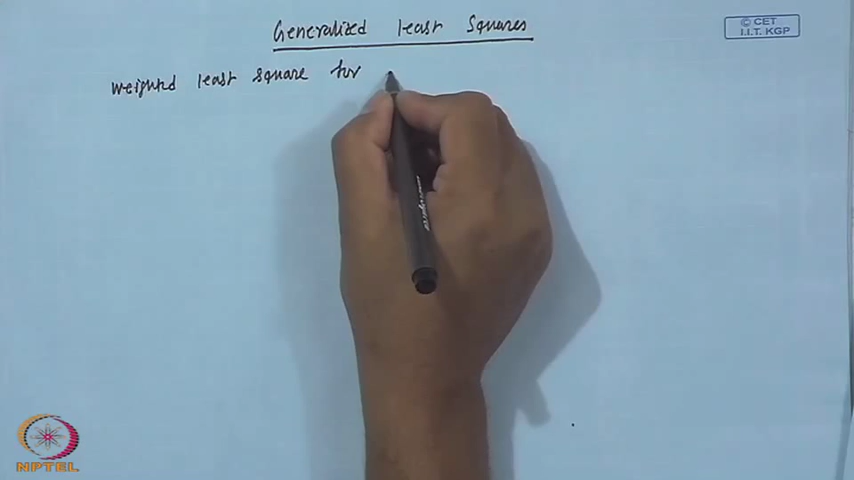 Generalized least Squares
© CET
I.I.T. KGP
weighted least square for
NPTEL